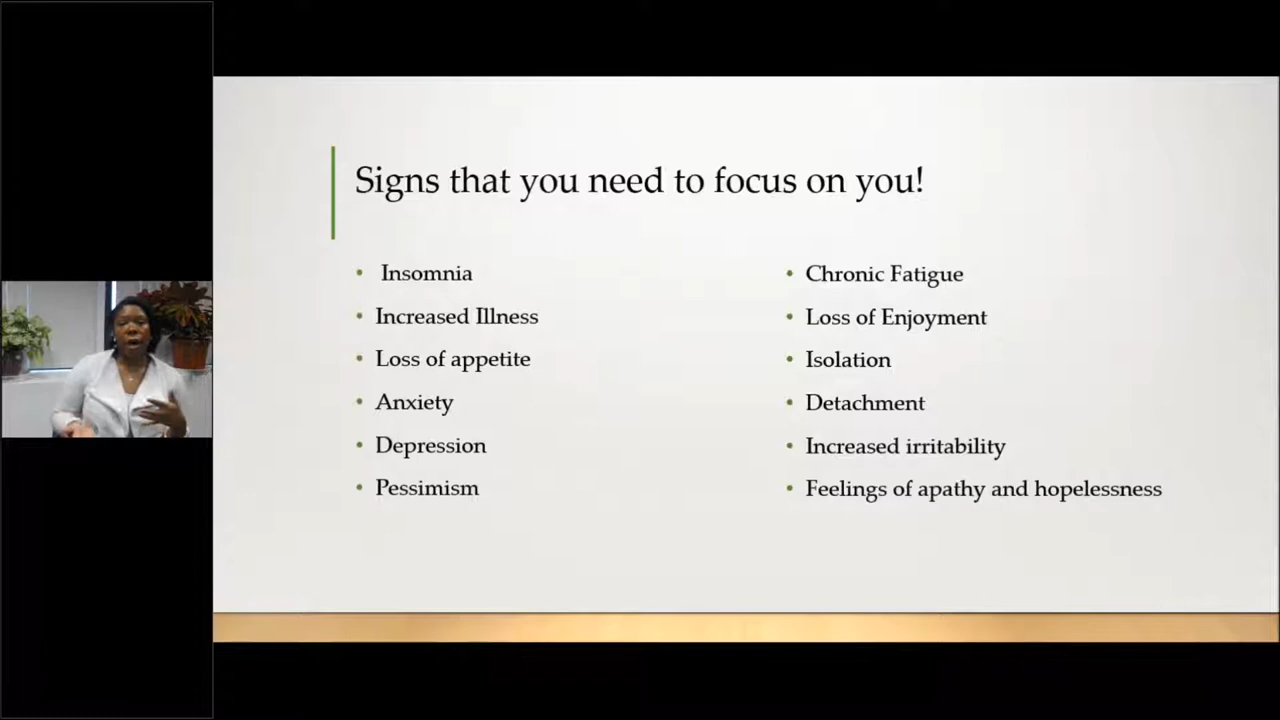 Signs that you need to focus on you!
• Insomnia
• Increased Illness
• Loss of appetite
• Anxiety
• Depression
• Pessimism
• Chronic Fatigue
• Loss of Enjoyment
• Isolation
• Detachment
• Increased irritability
• Feelings of apathy and hopelessness